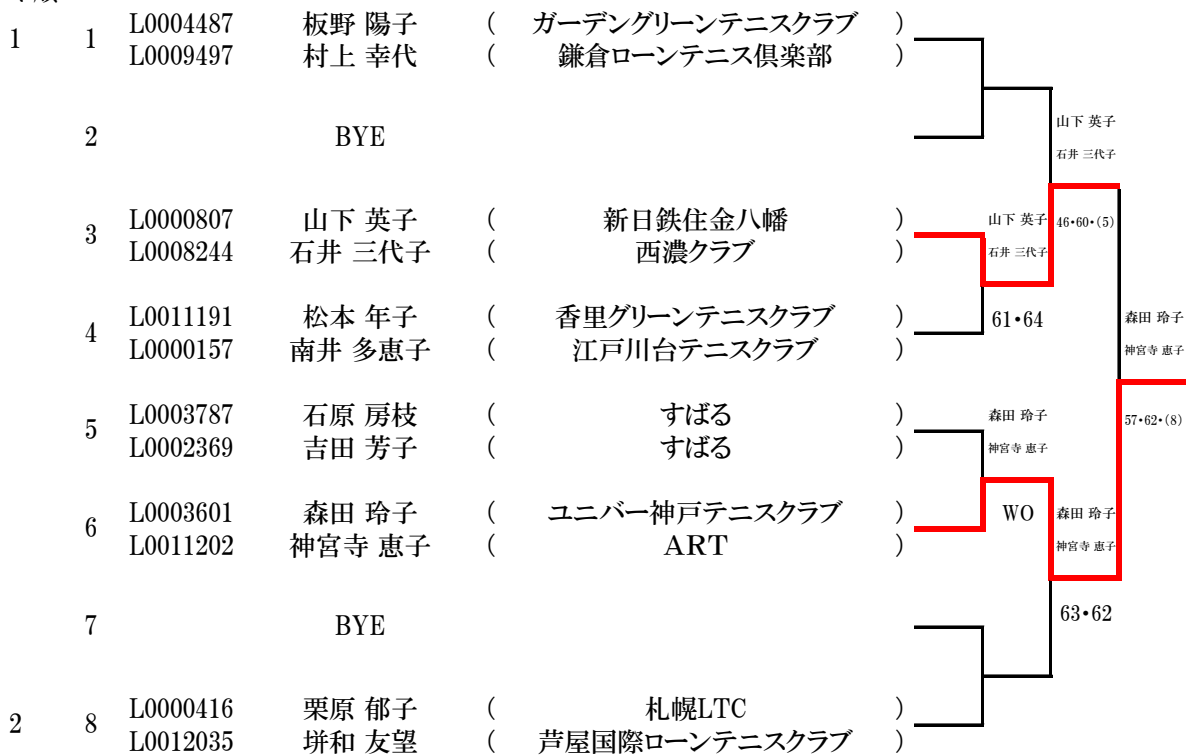 1 1 L0004487 板野 陽子 ( ガーデングリーンテニスクラブ )
L0009497 村上 幸代 ( 鎌倉ローンテニス倶楽部 )
2 BYE
山下 英子
石井 三代子
3 L0000807 山下 英子 ( 新日鉄住金八幡 )
L0008244 石井 三代子 ( 西濃クラブ )
山下 英子 46・60・(5)
石井 三代子
4 L0011191 松本 年子 ( 香里グリーンテニスクラブ )
L0000157 南井 多恵子 ( 江戸川台テニスクラブ )
61・64
森田 玲子
神宮寺 恵子
5 L0003787 石原 房枝 ( すばる )
L0002369 吉田 芳子 ( すばる )
森田 玲子
神宮寺 恵子
57・62・(8)
6 L0003601 森田 玲子 ( ユニバー神戸テニスクラブ )
L0011202 神宮寺 恵子 ( ART )
WO
森田 玲子
神宮寺 恵子
7 BYE
63・62
2 8 L0000416 栗原 郁子 ( 札幌LTC )
L0012035 垪和 友望 ( 芦屋国際ローンテニスクラブ )